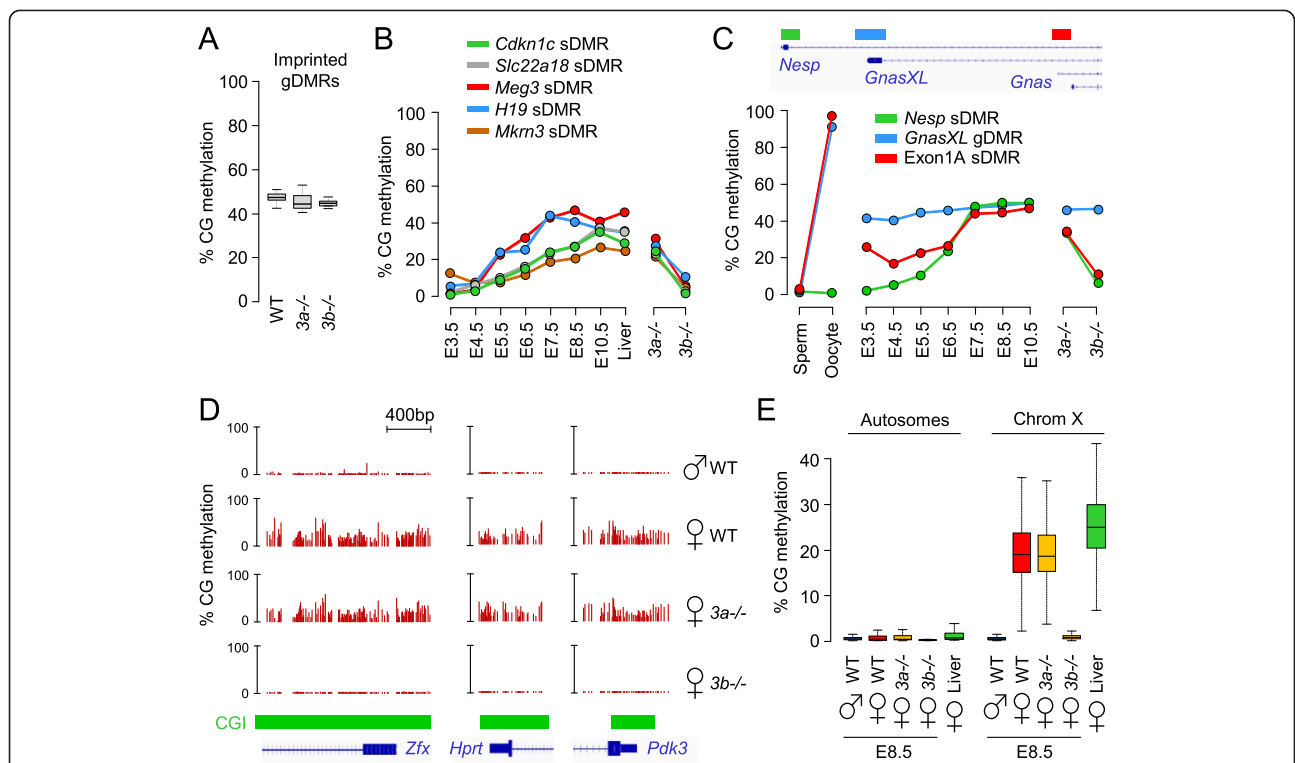 A
Imprinted
gDMRs
% CG methylation
100
80
60
40
20
0
WT
3a-/-
3b-/-
B
Cdkn1c sDMR
Slc22a18 sDMR
Meg3 sDMR
H19 sDMR
Mkrn3 sDMR
% CG methylation
100
80
60
40
20
0
E3.5
E4.5
E5.5
E6.5
E7.5
E8.5
E10.5
Liver
3a-/-
3b-/-
C
Nesp
GnasXL
Gnas
Nesp sDMR
GnasXL gDMR
Exon1A sDMR
% CG methylation
100
80
60
40
20
0
Sperm
Oocyte
E3.5
E4.5
E5.5
E6.5
E7.5
E8.5
E10.5
3a-/-
3b-/-
D
400bp
% CG methylation
100
0
♂ WT
100
0
♀ WT
100
0
♀ 3a-/-
100
0
♀ 3b-/-
CGI
Zfx
Hprt
Pdk3
E
Autosomes
Chrom X
% CG methylation
40
30
20
10
0
♂ WT
♀ WT
♀ 3a-/-
♀ 3b-/-
♀ Liver
E8.5
♂ WT
♀ WT
♀ 3a-/-
♀ 3b-/-
♀ Liver
E8.5